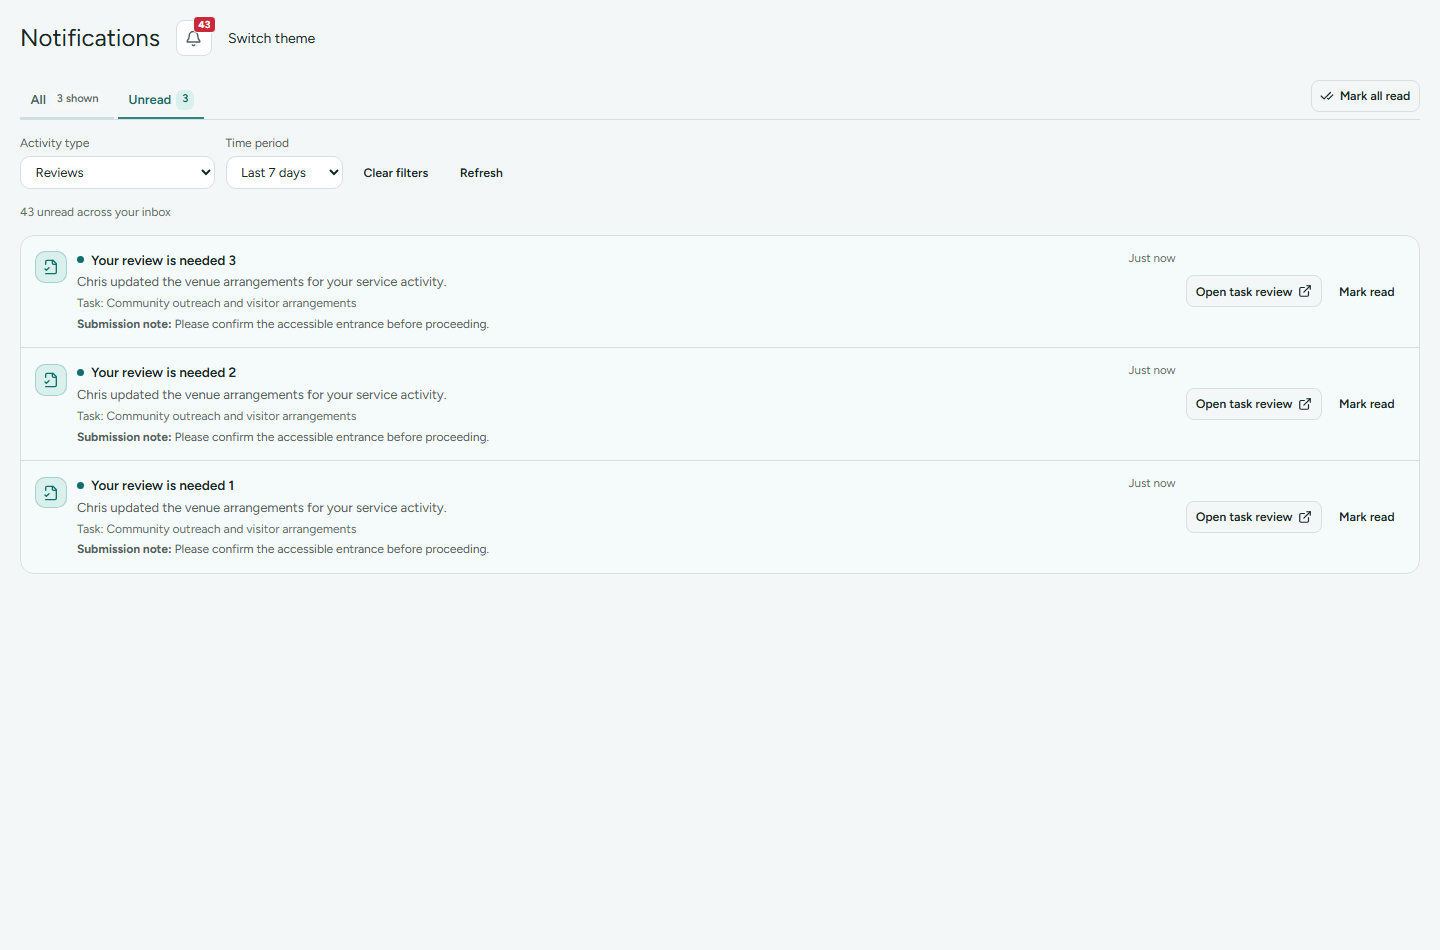 Notifications
43
Switch theme
All 3 shown
Unread 3
Mark all read
Activity type
Time period
Reviews
Last 7 days
Clear filters
Refresh
43 unread across your inbox
Your review is needed 3
Just now
Chris updated the venue arrangements for your service activity.
Open task review
Mark read
Task: Community outreach and visitor arrangements
Submission note: Please confirm the accessible entrance before proceeding.
Your review is needed 2
Just now
Chris updated the venue arrangements for your service activity.
Open task review
Mark read
Task: Community outreach and visitor arrangements
Submission note: Please confirm the accessible entrance before proceeding.
Your review is needed 1
Just now
Chris updated the venue arrangements for your service activity.
Open task review
Mark read
Task: Community outreach and visitor arrangements
Submission note: Please confirm the accessible entrance before proceeding.